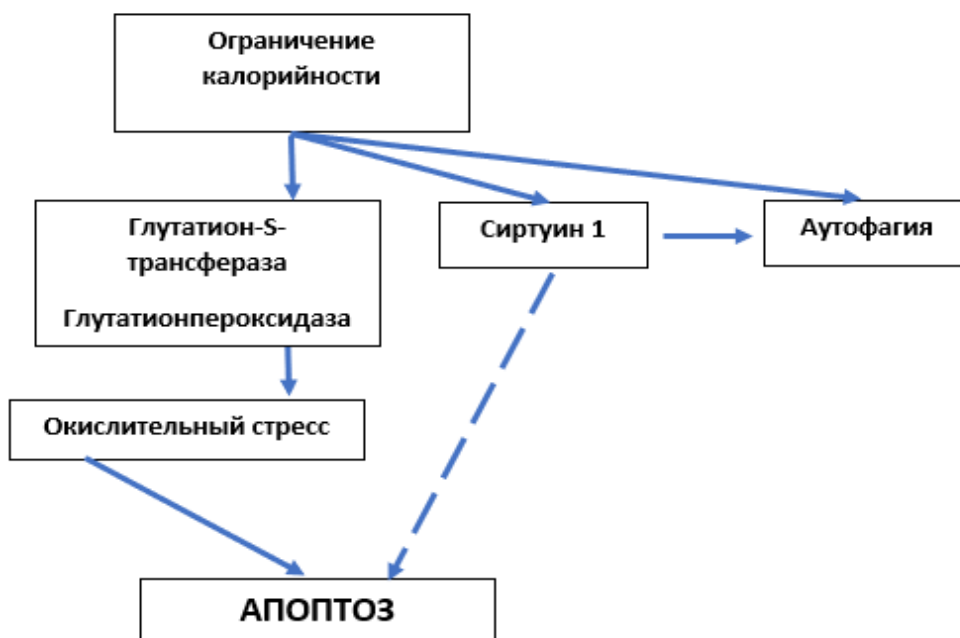 Ограничение
калорийности
Глутатион-S-
трансфераза
Глутатионпероксидаза
Сиртуин 1
Аутофагия
Окислительный стресс
АПОПТОЗ